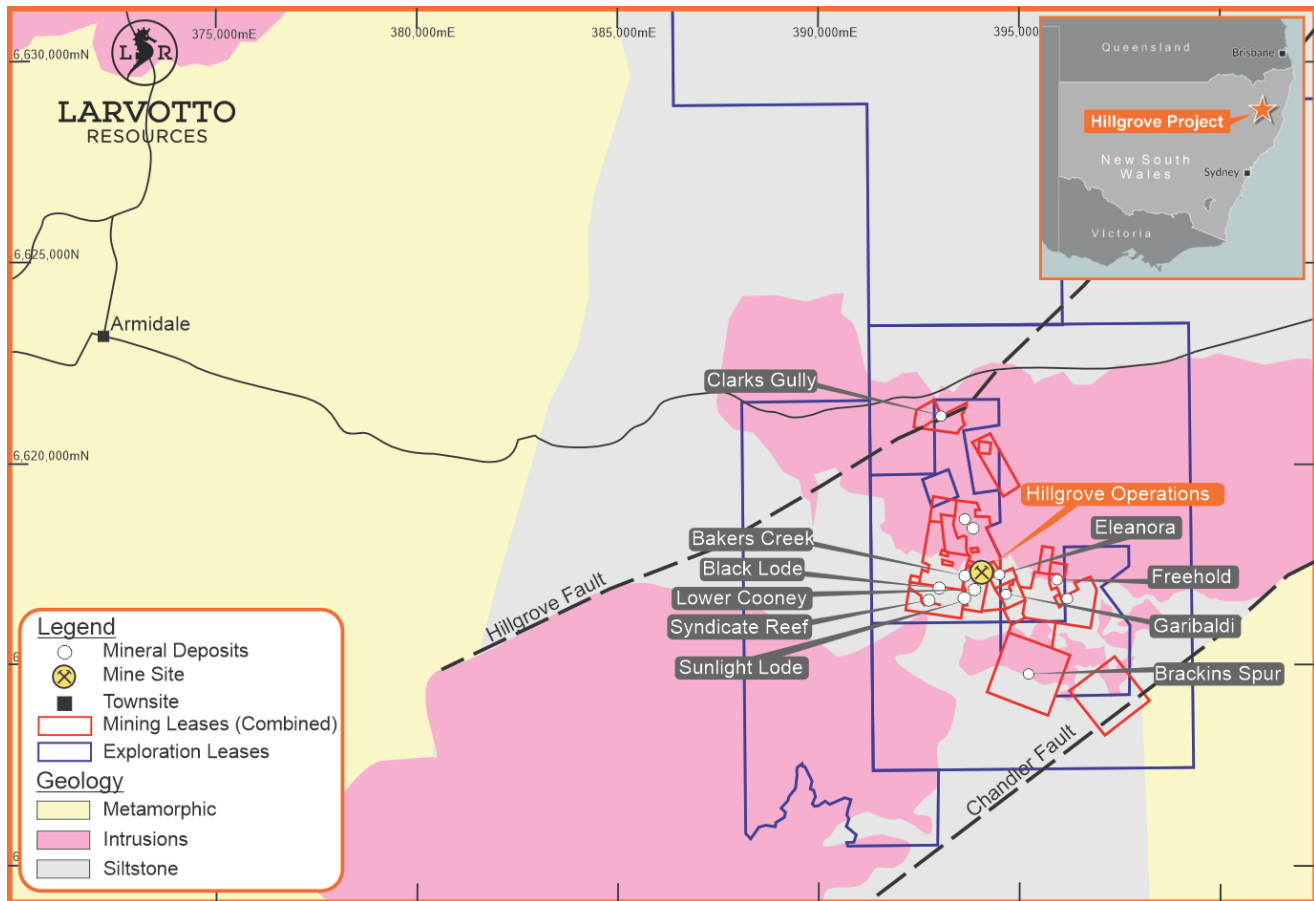 375,000mE
380,000mE
385,000mE
390,000mE
395,000
6,630,000mN
L R
LARVOTTO
RESOURCES
Queensland
Brisbane
Hillgrove Project
New South
Wales
Sydney
VIctoria
6,625,000N
Armidale
Clarks Gully
6,620,000mN
Hillgrove Operations
Eleanora
Bakers Creek
Black Lode
Freehold
Lower Cooney
Hillgrove Fault
Syndicate Reef
Garibaldi
Sunlight Lode
Brackins Spur
Chandler Fault
Legend
Mineral Deposits
Mine Site
Townsite
Mining Leases (Combined)
Exploration Leases
Geology
Metamorphic
Intrusions
Siltstone